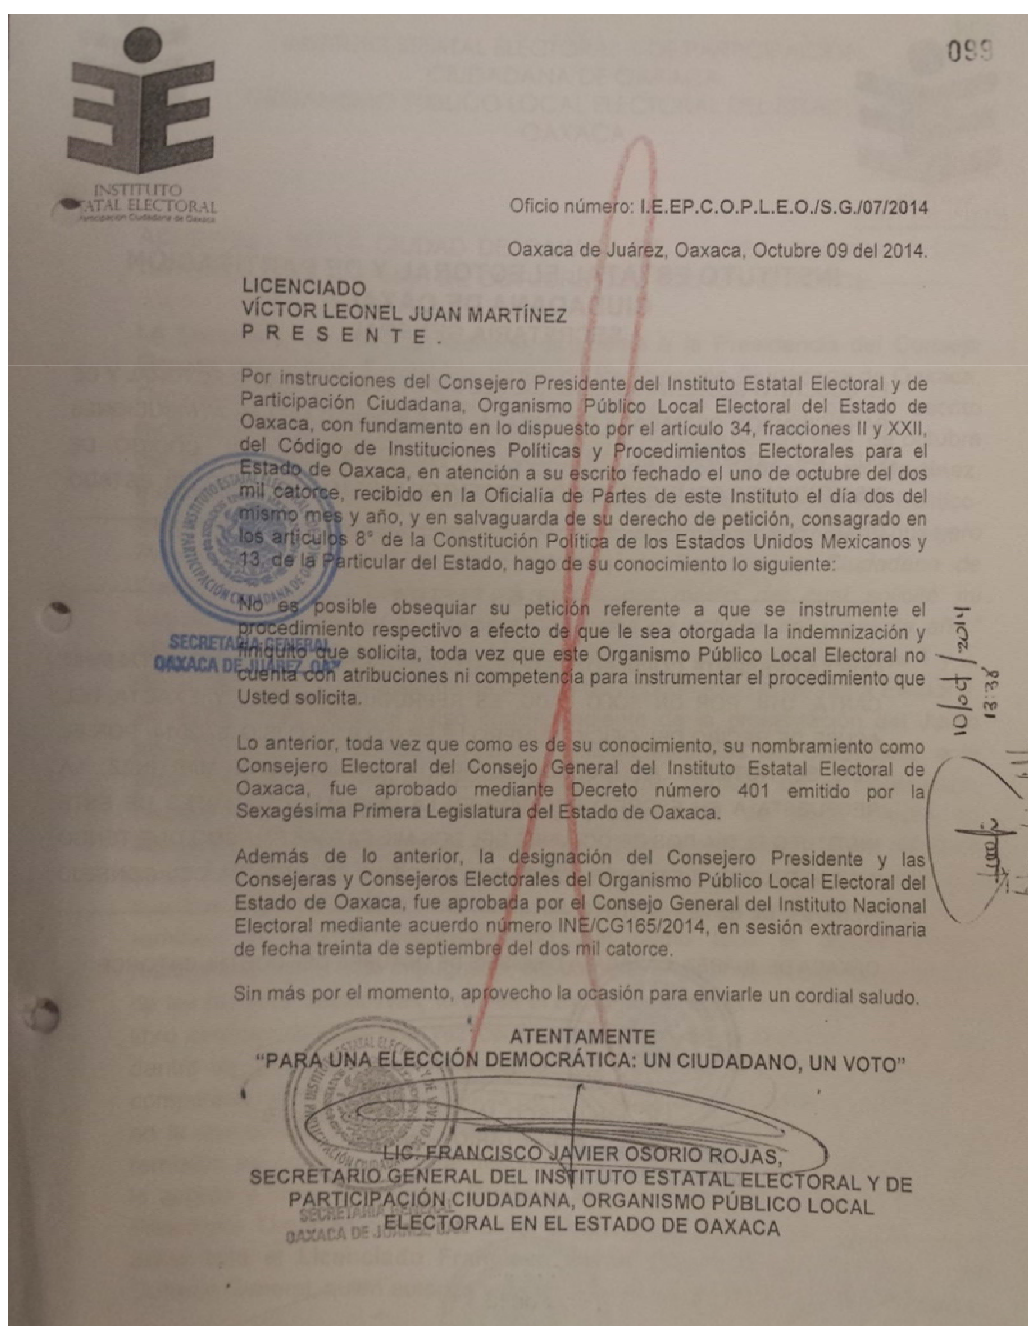 099
INSTITUTO
ESTATAL ELECTORAL
Participación Ciudadana de Oaxaca
Oficio número: I.E.EP.C.O.P.L.E.O./S.G./07/2014
Oaxaca de Juárez, Oaxaca, Octubre 09 del 2014.
LICENCIADO
VÍCTOR LEONEL JUAN MARTÍNEZ
P R E S E N T E .
Por instrucciones del Consejero Presidente del Instituto Estatal Electoral y de
Participación Ciudadana, Organismo Público Local Electoral del Estado de
Oaxaca, con fundamento en lo dispuesto por el artículo 34, fracciones II y XXII,
del Código de Instituciones Políticas y Procedimientos Electorales para el
Estado de Oaxaca, en atención a su escrito fechado el uno de octubre del dos
mil catorce, recibido en la Oficialía de Partes de este Instituto el día dos del
mismo mes y año, y en salvaguarda de su derecho de petición, consagrado en
los artículos 8° de la Constitución Política de los Estados Unidos Mexicanos y
13, de la Particular del Estado, hago de su conocimiento lo siguiente:
No es posible obsequiar su petición referente a que se instrumente el
procedimiento respectivo a efecto de que le sea otorgada la indemnización y
finiquito que solicita, toda vez que este Organismo Público Local Electoral no
cuenta con atribuciones ni competencia para instrumentar el procedimiento que
Usted solicita.
SECRETARÍA GENERAL
OAXACA DE JUÁREZ, OAX
10/04/2014
13:38
Lo anterior, toda vez que como es de su conocimiento, su nombramiento como
Consejero Electoral del Consejo General del Instituto Estatal Electoral de
Oaxaca, fue aprobado mediante Decreto número 401 emitido por la
Sexagésima Primera Legislatura del Estado de Oaxaca.
Además de lo anterior, la designación del Consejero Presidente y las
Consejeras y Consejeros Electorales del Organismo Público Local Electoral del
Estado de Oaxaca, fue aprobada por el Consejo General del Instituto Nacional
Electoral mediante acuerdo número INE/CG165/2014, en sesión extraordinaria
de fecha treinta de septiembre del dos mil catorce.
Sin más por el momento, aprovecho la ocasión para enviarle un cordial saludo.
ATENTAMENTE
"PARA UNA ELECCIÓN DEMOCRÁTICA: UN CIUDADANO, UN VOTO"
LIC. FRANCISCO JAVIER OSORIO ROJAS,
SECRETARIO GENERAL DEL INSTITUTO ESTATAL ELECTORAL Y DE
PARTICIPACIÓN CIUDADANA, ORGANISMO PÚBLICO LOCAL
ELECTORAL EN EL ESTADO DE OAXACA